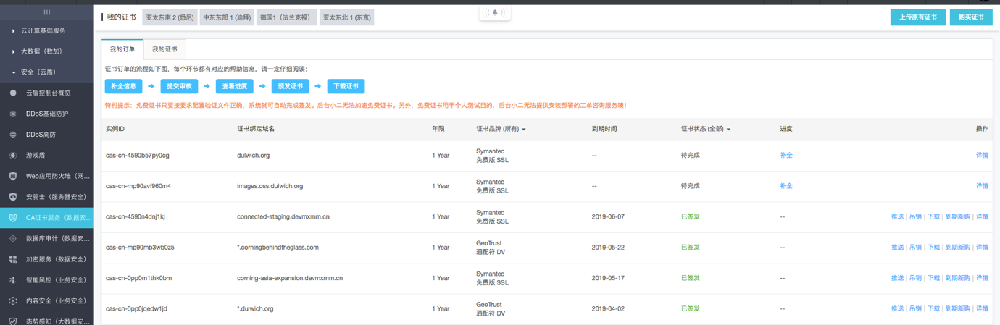 我的证书 亚太东南 2 (悉尼) 中东东部 1 (迪拜) 德国1（法兰克福） 亚太东北 1 (东京) 上传原有证书 购买证书
云计算基础服务
大数据（数加）
安全（云盾）
云盾控制台概览
DDoS基础防护
DDoS高防
游戏盾
Web应用防火墙（网...
安骑士（服务器安全）
CA证书服务（数据安...
数据库审计（数据安...
加密服务（数据安全）
智能风控（业务安全）
内容安全（业务安全）
态势感知（大数据安...
我的订单 我的证书
证书订单的流程如下图，每个环节都有对应的帮助信息，请一定仔细阅读：
补全信息 提交审核 查看进度 颁发证书 下载证书
特别提示：免费证书只要按要求配置验证文件正确，系统就可自动完成签发。后台小二无法加速免费证书。另外，免费证书用于个人测试目的，后台小二无法提供安装部署的工单咨询服务噢！
实例ID 证书绑定域名 年限 证书品牌 (所有) 到期时间 证书状态 (全部) 进度 操作
cas-cn-4590b57py0cg dulwich.org 1 Year Symantec 免费版 SSL -- 待完成 补全 详情
cas-cn-mp90avf960m4 images.oss.dulwich.org 1 Year Symantec 免费版 SSL -- 待完成 补全 详情
cas-cn-4590n4dnj1kj connected-staging.devmxmm.cn 1 Year Symantec 免费版 SSL 2019-06-07 已签发 -- 推送 | 吊销 | 下载 | 到期新购 | 详情
cas-cn-mp90mb3wb0z5 *.corningbehindtheglass.com 1 Year GeoTrust 通配符 DV 2019-05-22 已签发 -- 推送 | 吊销 | 下载 | 到期新购 | 详情
cas-cn-0pp0m1thk0bm corning-asia-expansion.devmxmm.cn 1 Year Symantec 免费版 SSL 2019-05-17 已签发 -- 推送 | 吊销 | 下载 | 到期新购 | 详情
cas-cn-0pp0jqedw1jd *.dulwich.org 1 Year GeoTrust 通配符 DV 2019-04-02 已签发 -- 推送 | 吊销 | 下载 | 到期新购 | 详情